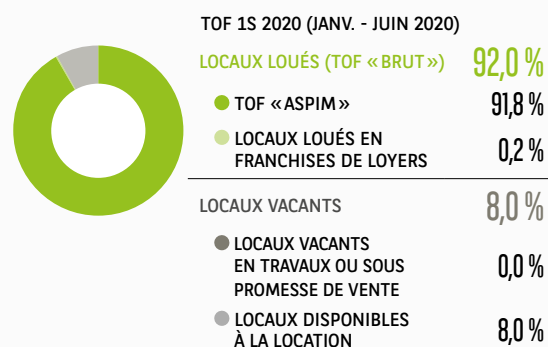 TOF 1S 2020 (JANV. - JUIN 2020)
LOCAUX LOUÉS (TOF « BRUT ») 92,0 %
TOF « ASPIM » 91,8 %
LOCAUX LOUÉS EN
FRANCHISES DE LOYERS 0,2 %
LOCAUX VACANTS 8,0 %
LOCAUX VACANTS
EN TRAVAUX OU SOUS
PROMESSE DE VENTE 0,0 %
LOCAUX DISPONIBLES
À LA LOCATION 8,0 %